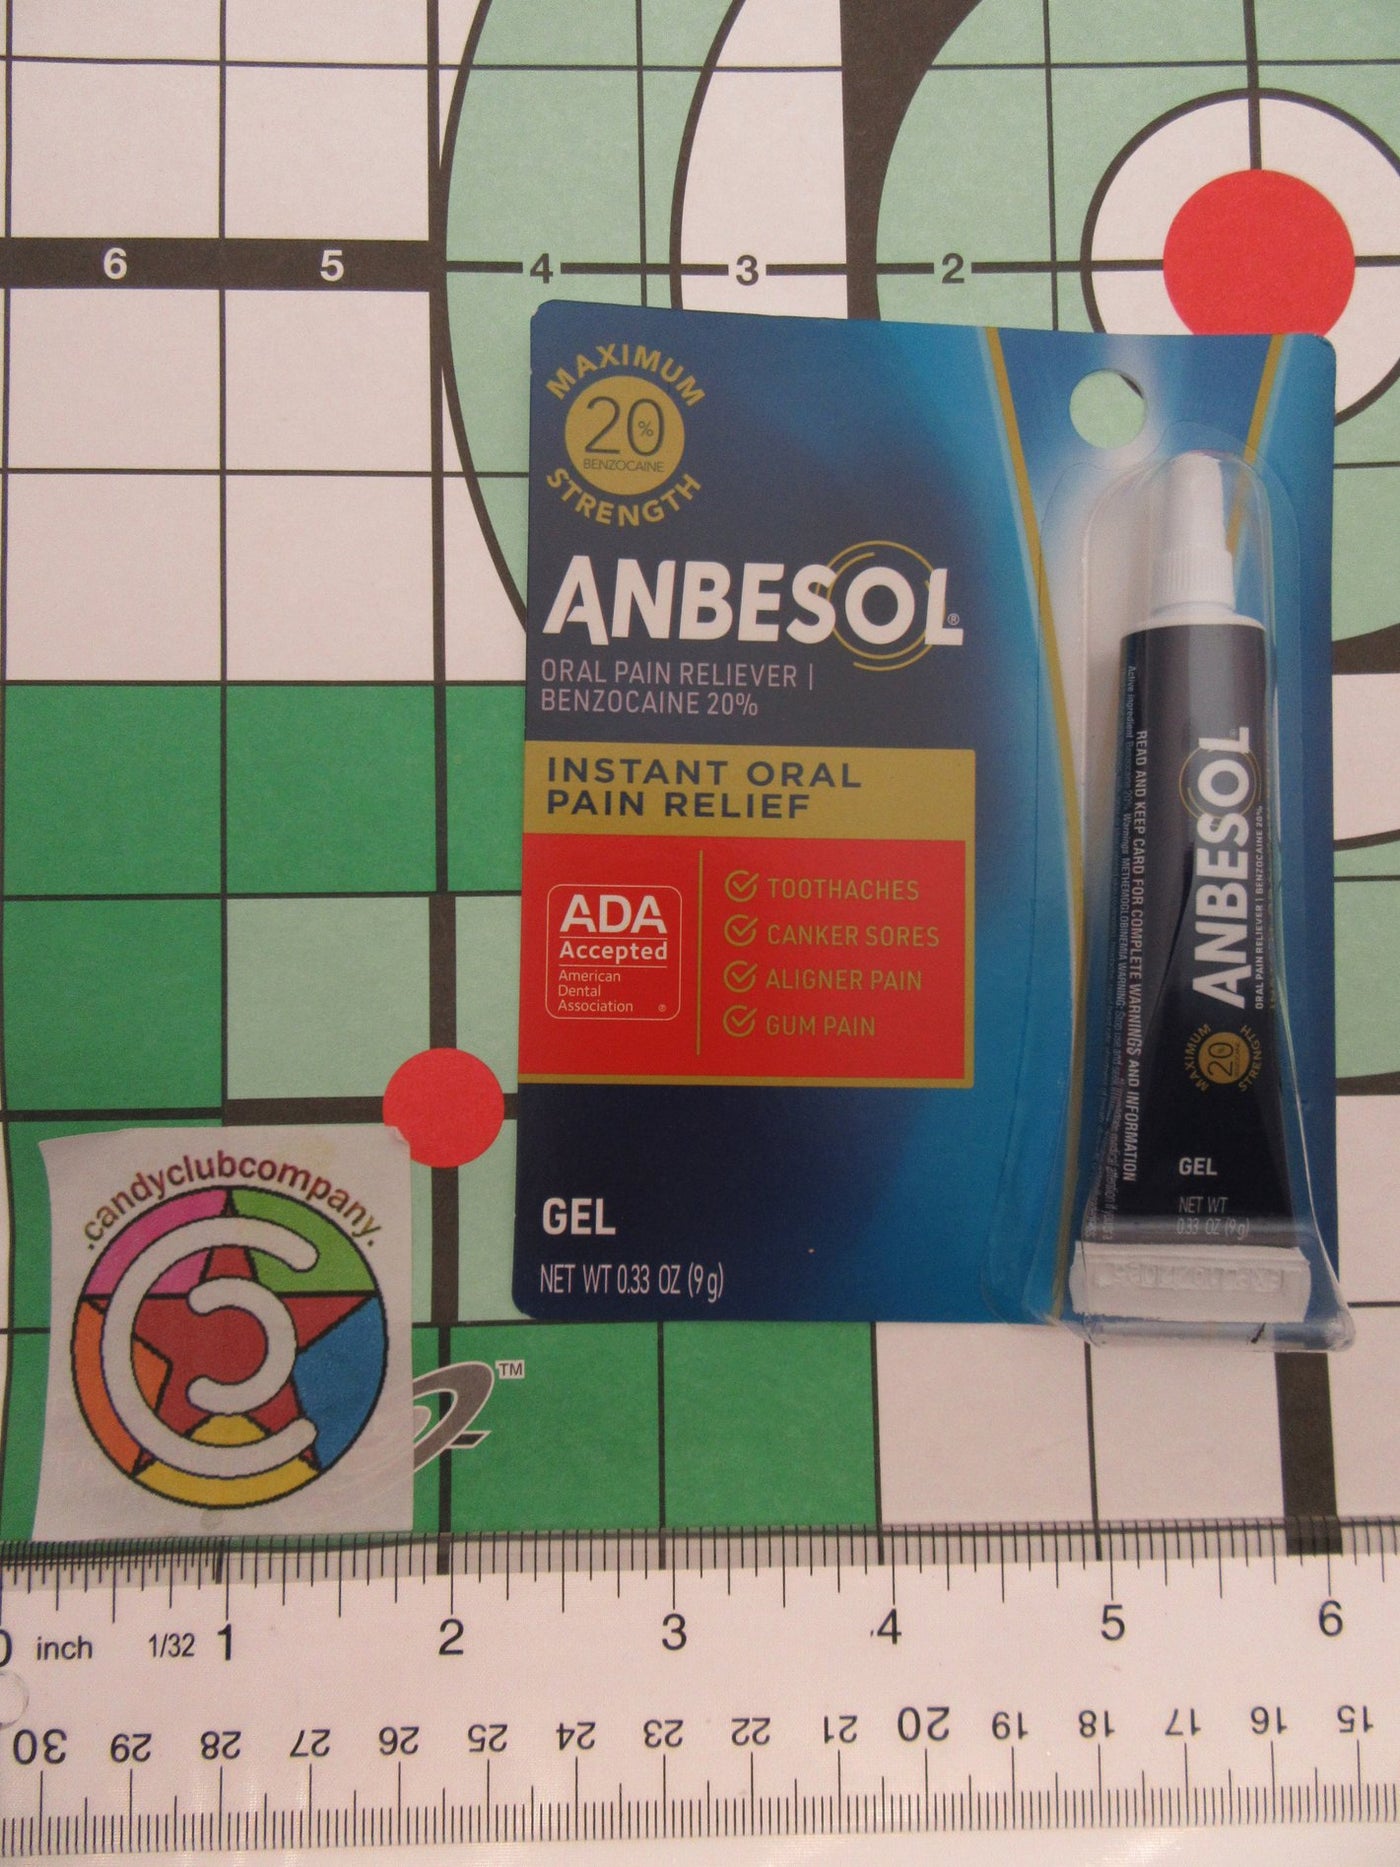 6 5 4 3 2
MAXIMUM
20%
BENZOCAINE
STRENGTH
ANBESOL®
ORAL PAIN RELIEVER |
BENZOCAINE 20%
INSTANT ORAL
PAIN RELIEF
ADA
Accepted
American
Dental
Association ®
TOOTHACHES
CANKER SORES
ALIGNER PAIN
GUM PAIN
GEL
NET WT 0.33 OZ (9 g)
READ AND KEEP CARD FOR COMPLETE WARNINGS AND INFORMATION
ANBESOL
ORAL PAIN RELIEVER | BENZOCAINE 20%
MAXIMUM
20
STRENGTH
GEL
NET WT
0.33 OZ (9 g)
.candyclubcompany.
TM
0 inch 1/32 1 2 3 4 5 6
30 29 28 27 26 25 24 23 22 21 20 19 18 17 16 15